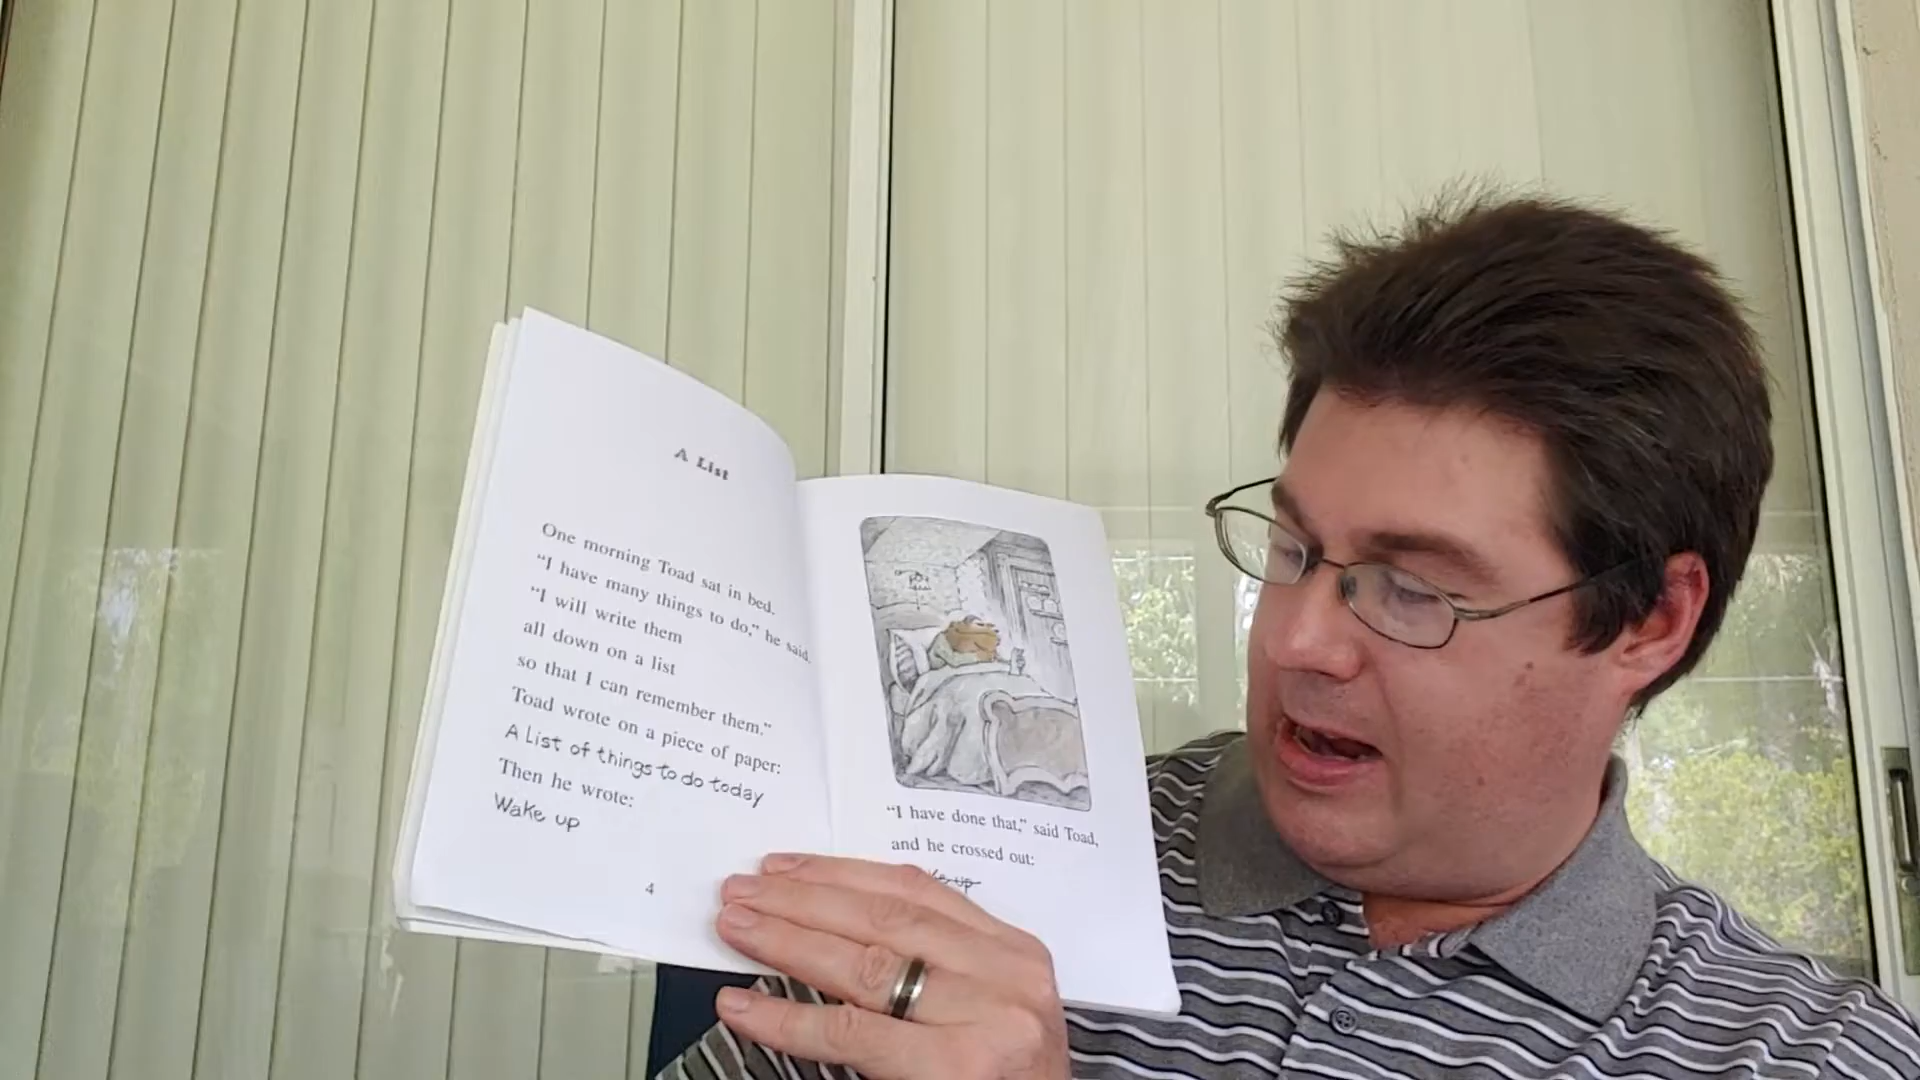 A List
One morning Toad sat in bed.
“I have many things to do,” he said.
“I will write them
all down on a list
so that I can remember them.”
Toad wrote on a piece of paper:
A List of things to do today
Then he wrote:
Wake up
4
“I have done that,” said Toad,
and he crossed out:
up